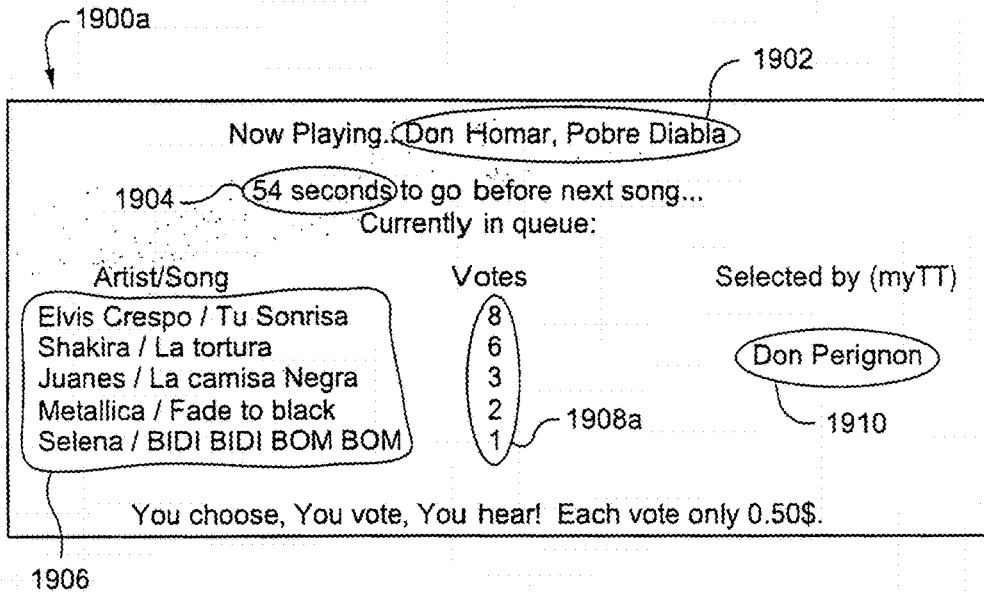 1900a
1902
Now Playing...Don Homar, Pobre Diabla
1904 54 seconds to go before next song...
Currently in queue:
Artist/Song Votes Selected by (myTT)
Elvis Crespo / Tu Sonrisa 8
Shakira / La tortura 6 Don Perignon
Juanes / La camisa Negra 3
Metallica / Fade to black 2 1908a 1910
Selena / BIDI BIDI BOM BOM 1
You choose, You vote, You hear! Each vote only 0.50$.
1906